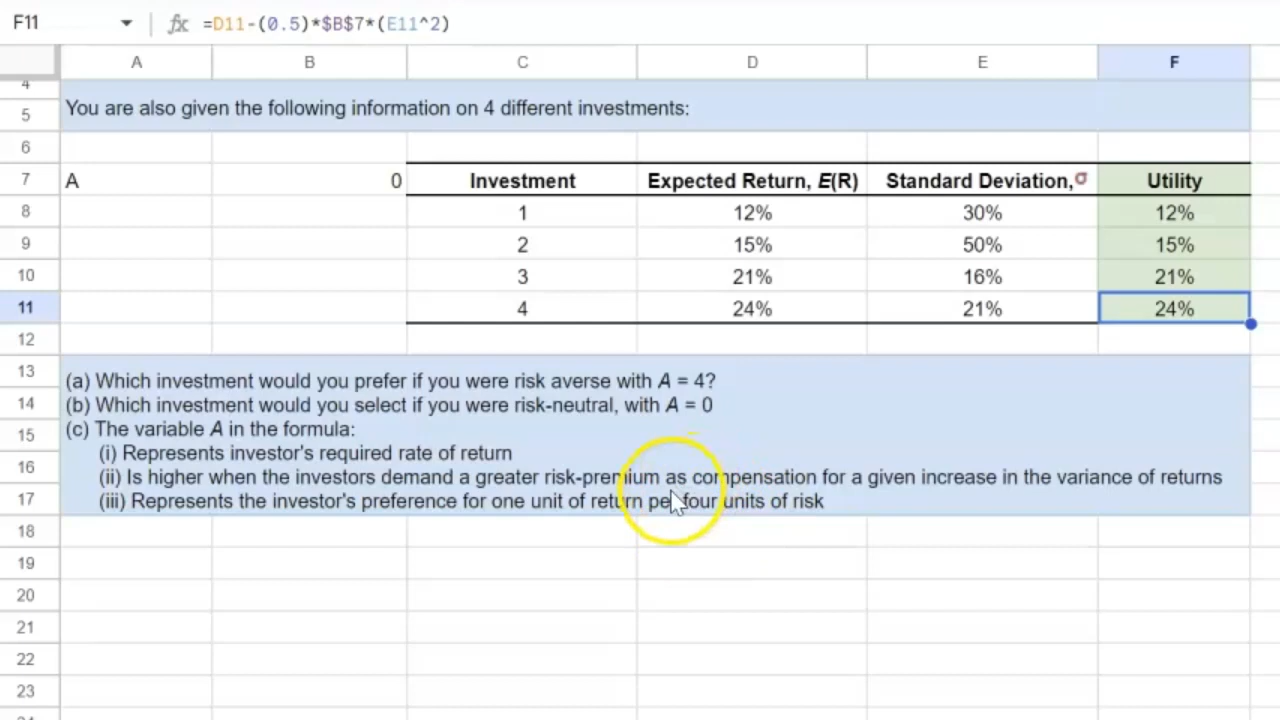 F11 fx =D11-(0.5)*$B$7*(E11^2)
A B C D E F
4
5 You are also given the following information on 4 different investments:
6
7 A 0 Investment Expected Return, E(R) Standard Deviation,σ Utility
8 1 12% 30% 12%
9 2 15% 50% 15%
10 3 21% 16% 21%
11 4 24% 21% 24%
12
13 (a) Which investment would you prefer if you were risk averse with A = 4?
14 (b) Which investment would you select if you were risk-neutral, with A = 0
15 (c) The variable A in the formula:
(i) Represents investor's required rate of return
16 (ii) Is higher when the investors demand a greater risk-premium as compensation for a given increase in the variance of returns
17 (iii) Represents the investor's preference for one unit of return per four units of risk
18
19
20
21
22
23